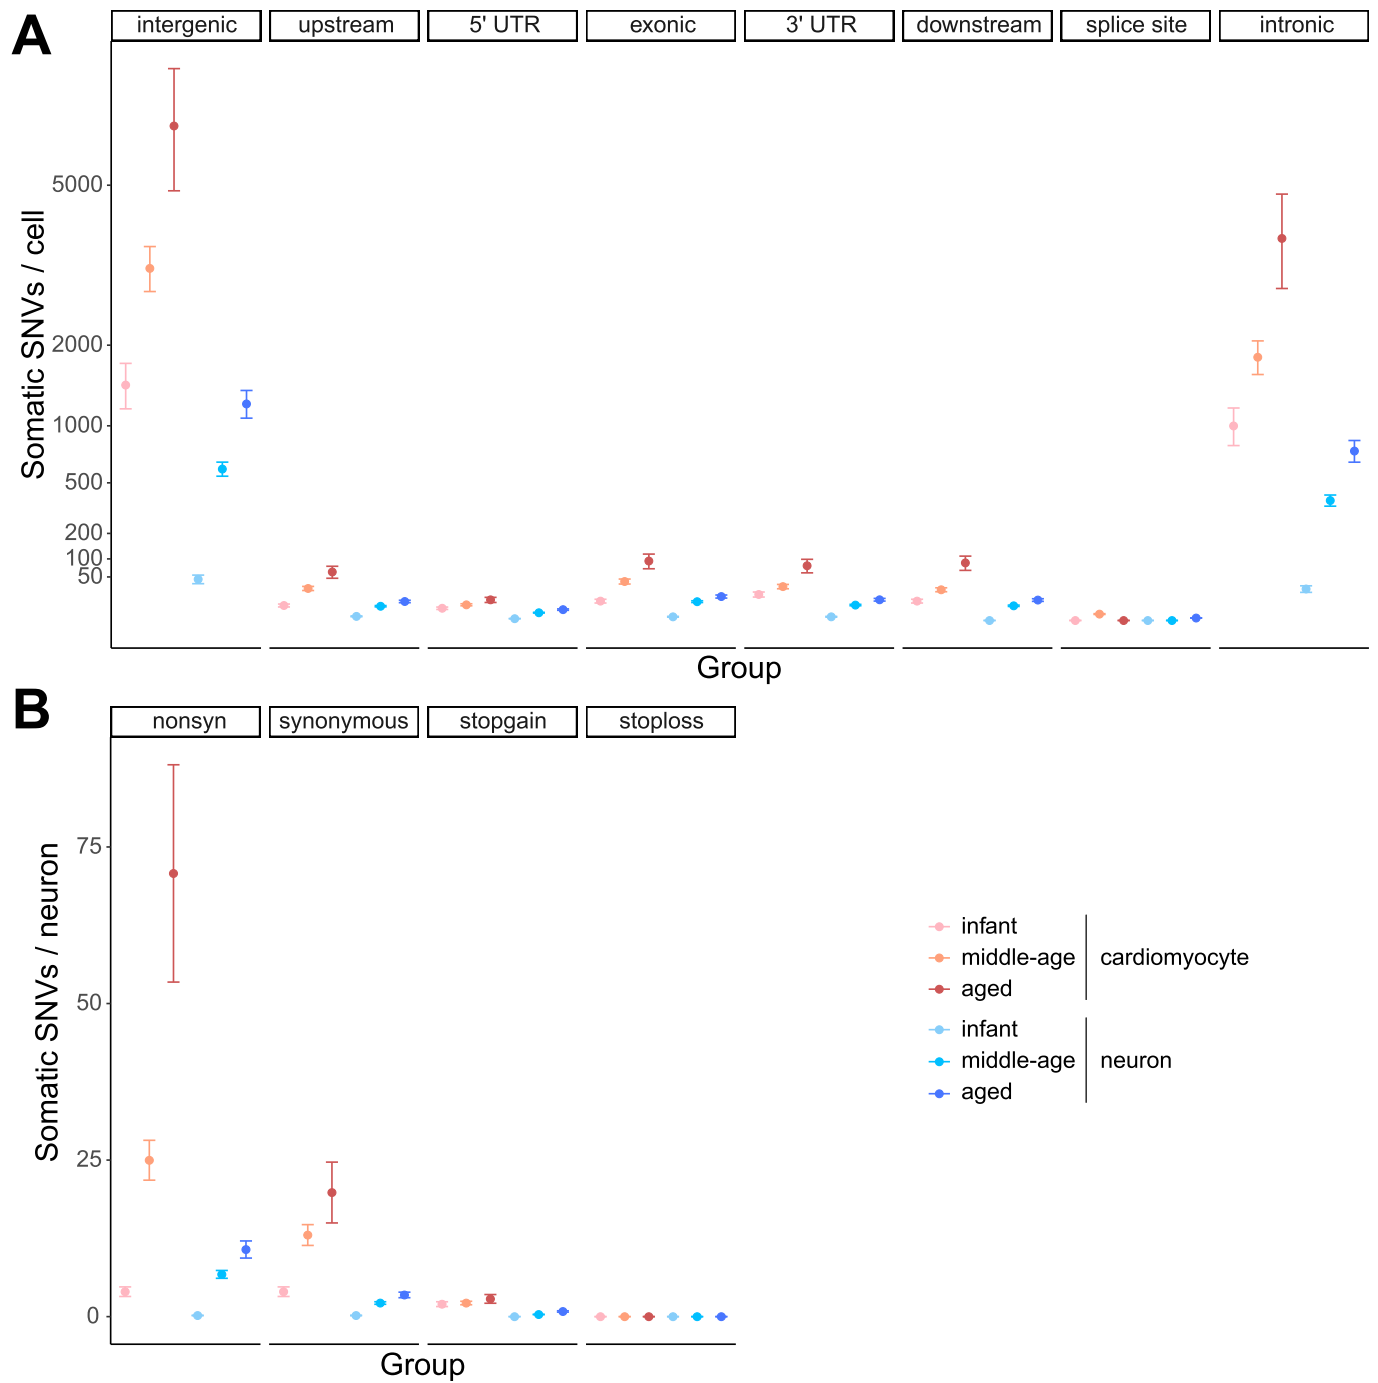 A
intergenic upstream 5' UTR exonic 3' UTR downstream splice site intronic
Somatic SNVs / cell
5000
2000
1000
500
200
100
50
Group
B
nonsyn synonymous stopgain stoploss
Somatic SNVs / neuron
75
50
25
0
Group
infant
middle-age
aged
cardiomyocyte
infant
middle-age
aged
neuron